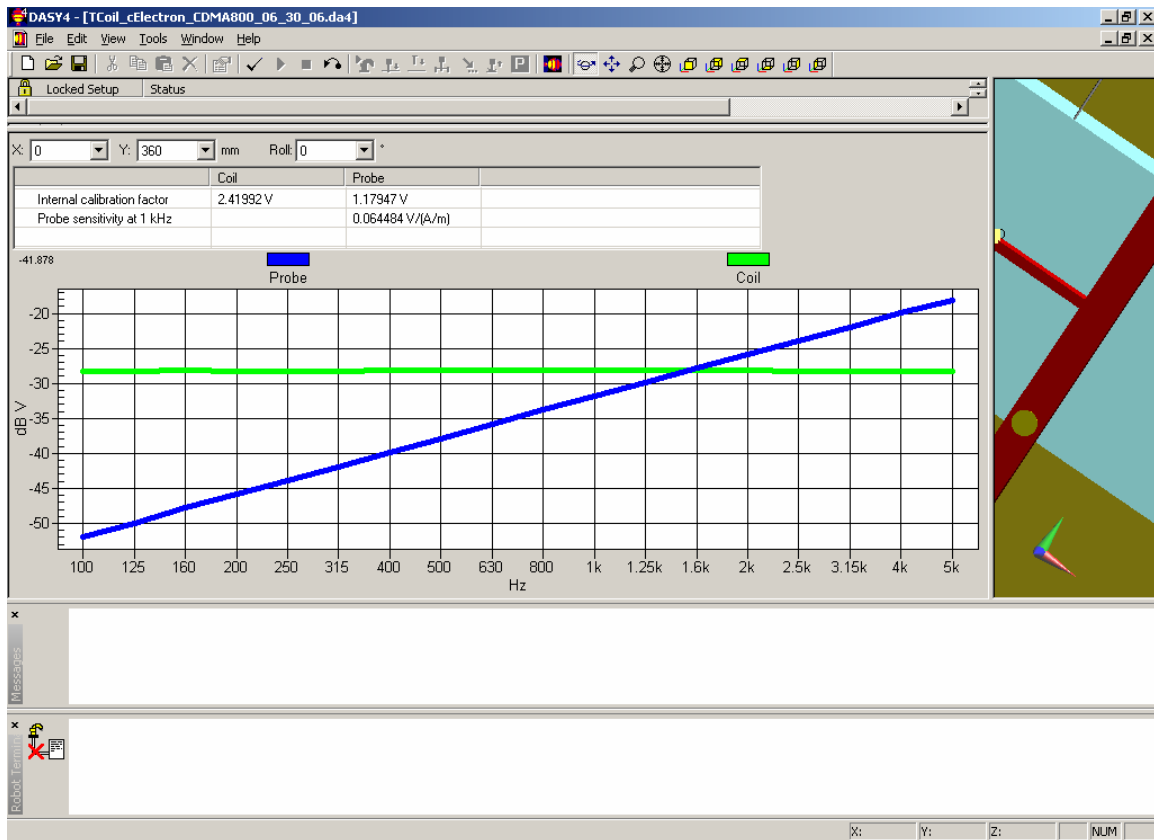 DASY4 - [TCoil_cElectron_CDMA800_06_30_06.da4]
File Edit View Tools Window Help
Locked Setup Status
X: 0 Y: 360 mm Roll: 0 °
Coil Probe
Internal calibration factor 2.41992 V 1.17947 V
Probe sensitivity at 1 kHz 0.064484 V/(A/m)
-41.878
Probe Coil
-20
-25
-30
-35
-40
-45
-50
dB V
100 125 160 200 250 315 400 500 630 800 1k 1.25k 1.6k 2k 2.5k 3.15k 4k 5k
Hz
Messages
Robot Termin
X: Y: Z: NUM